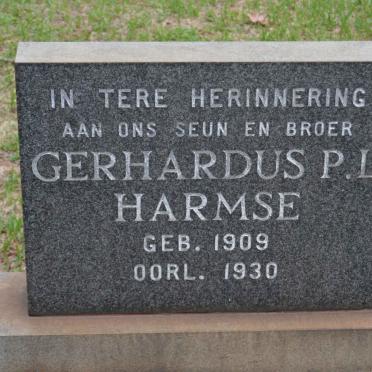 IN TERE HERINNERING
AAN ONS SEUN EN BROER
GERHARDUS P.L
HARMSE
GEB. 1909
OORL. 1930